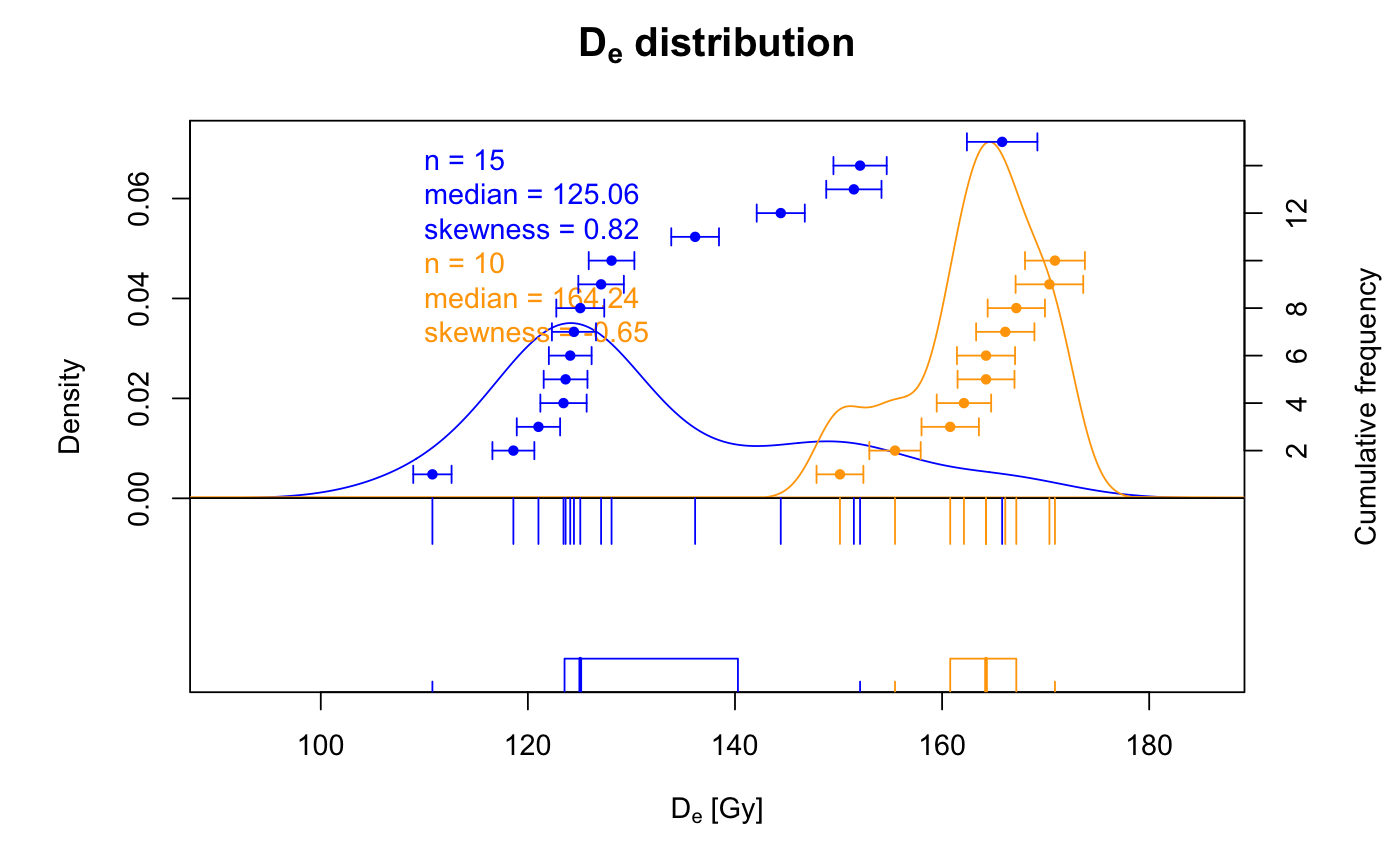 De distribution
n = 15
median = 125.06
skewness = 0.82
n = 10
median = 164.24
skewness = -0.65
Density
0.00
0.02
0.04
0.06
Cumulative frequency
2
4
6
8
12
100
120
140
160
180
De [Gy]